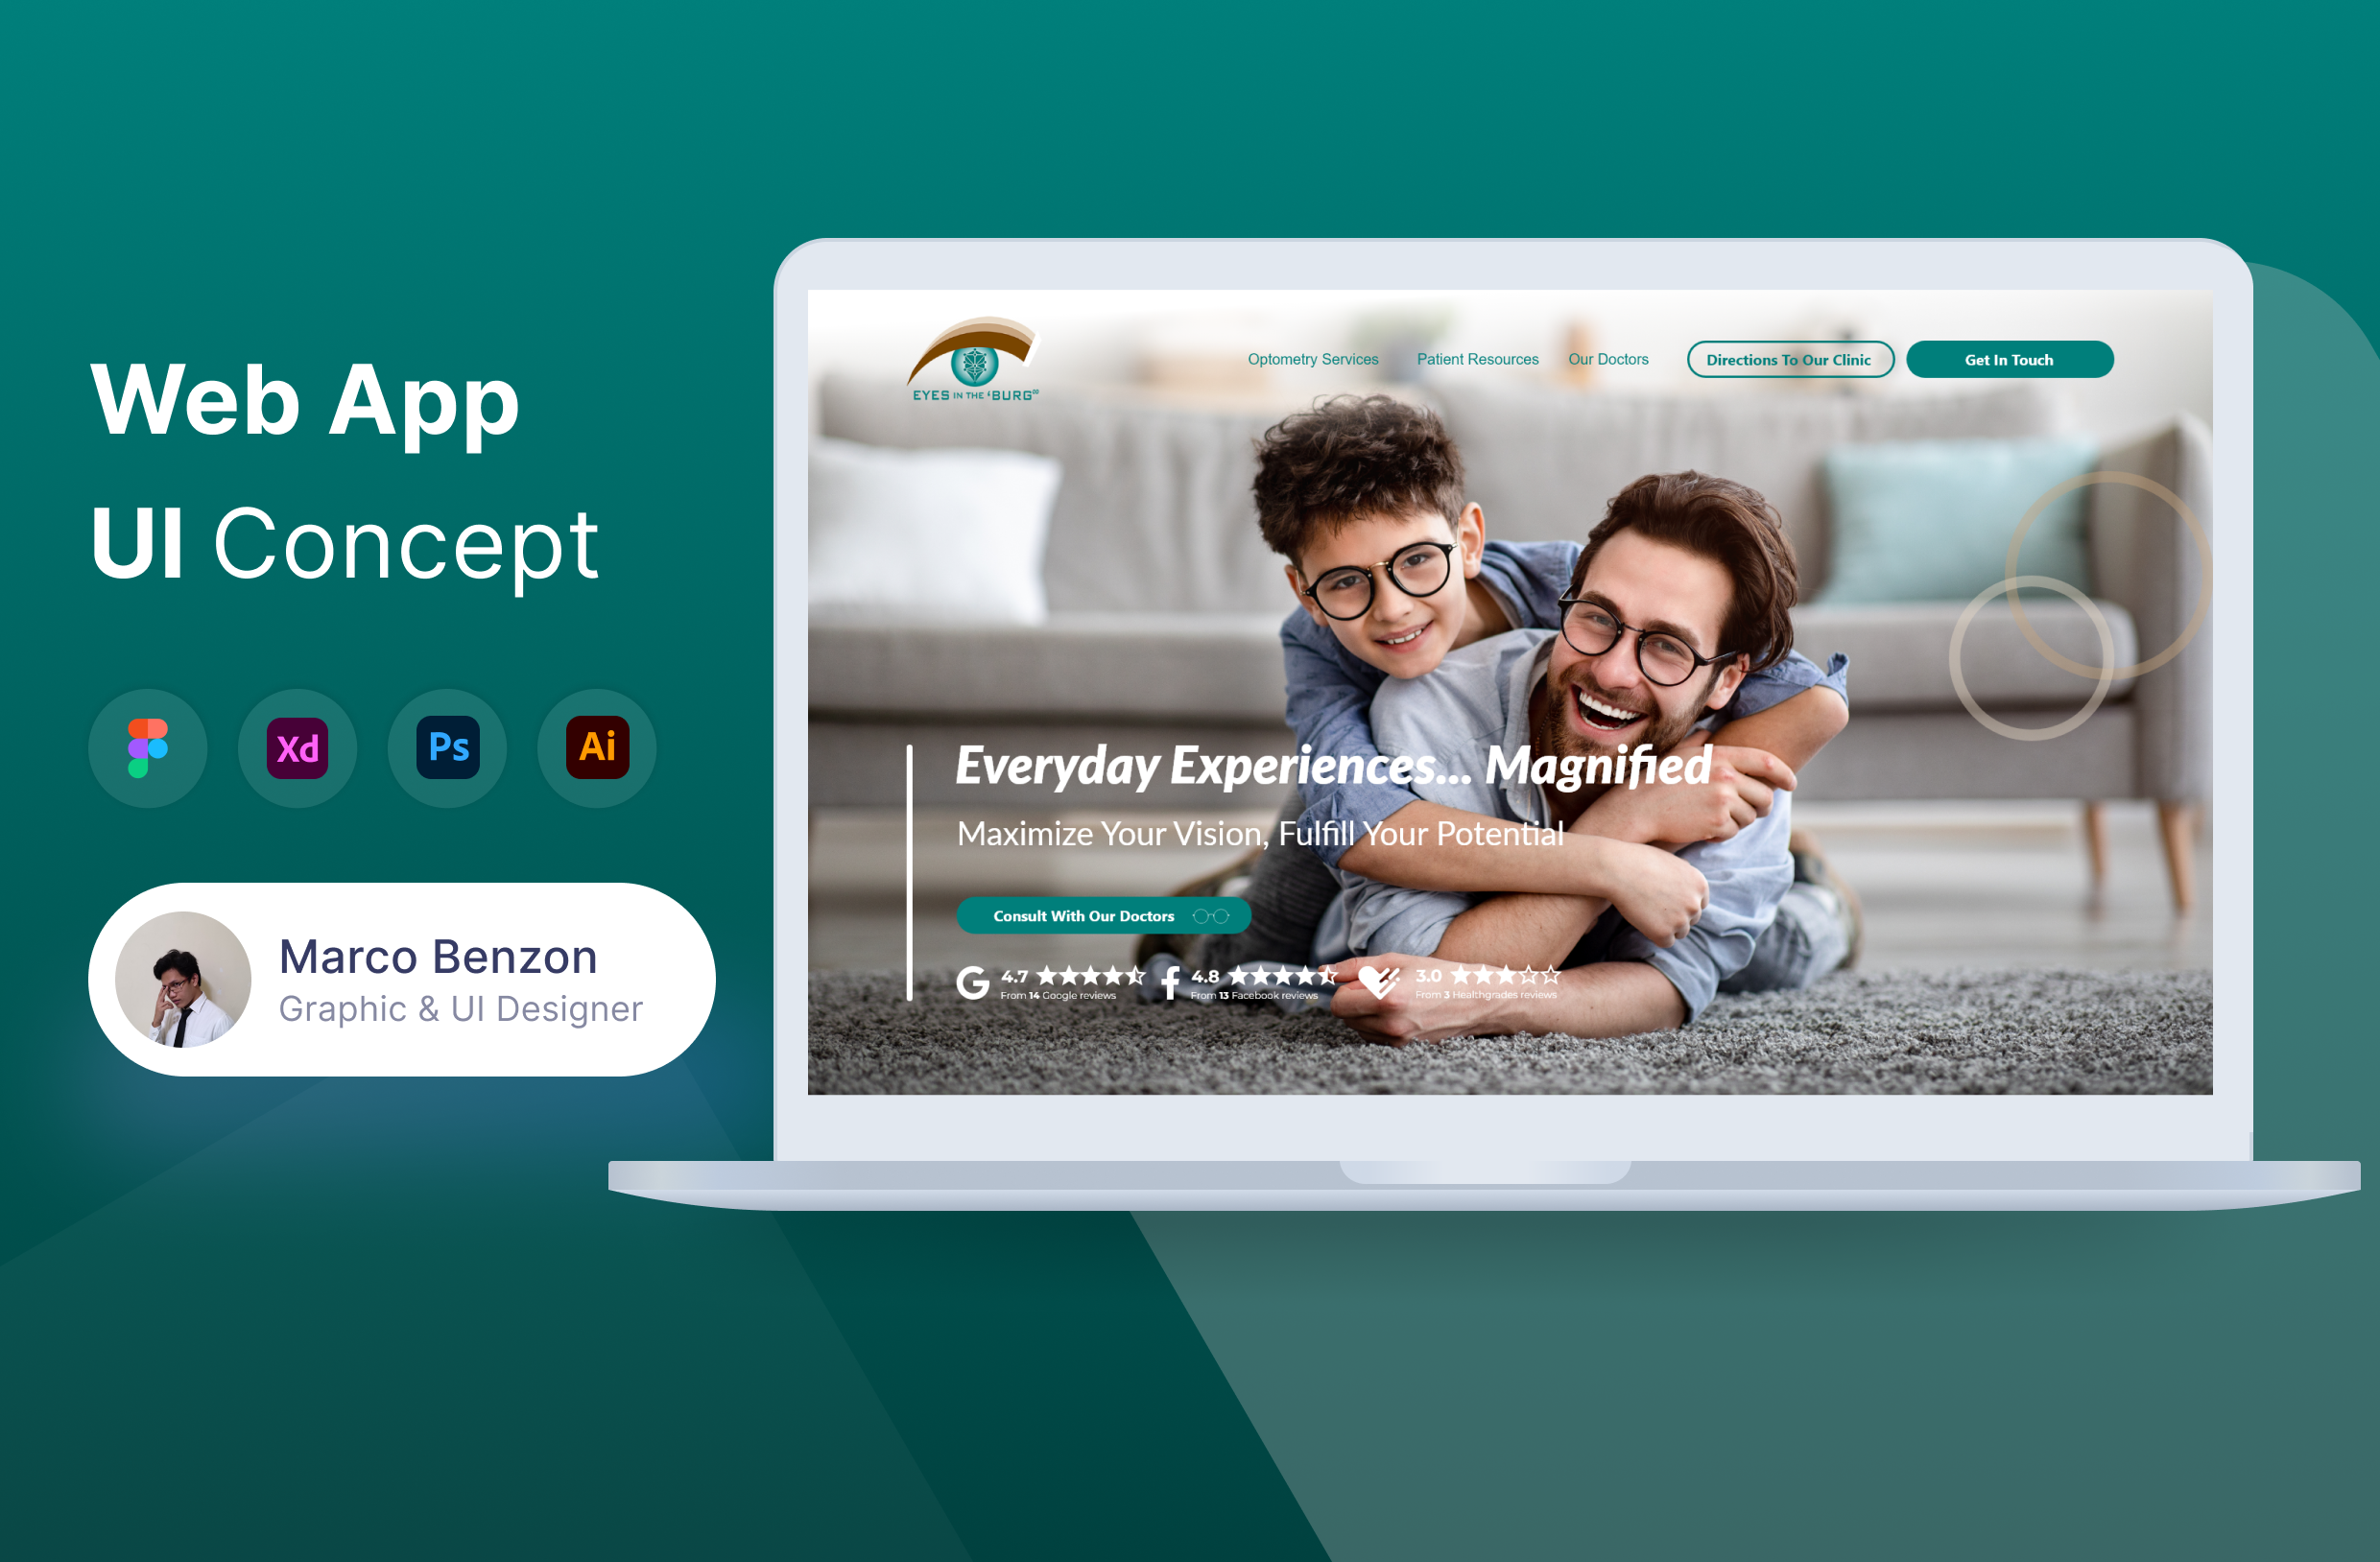 Web App
UI Concept
Xd
Ps
Ai
Marco Benzon
Graphic & UI Designer
EYES IN THE 'BURG
Optometry Services
Patient Resources
Our Doctors
Directions To Our Clinic
Get In Touch
Everyday Experiences... Magnified
Maximize Your Vision, Fulfill Your Potential
Consult With Our Doctors
4.7
From 14 Google reviews
4.8
From 13 Facebook reviews
3.0
From 3 Healthgrades reviews